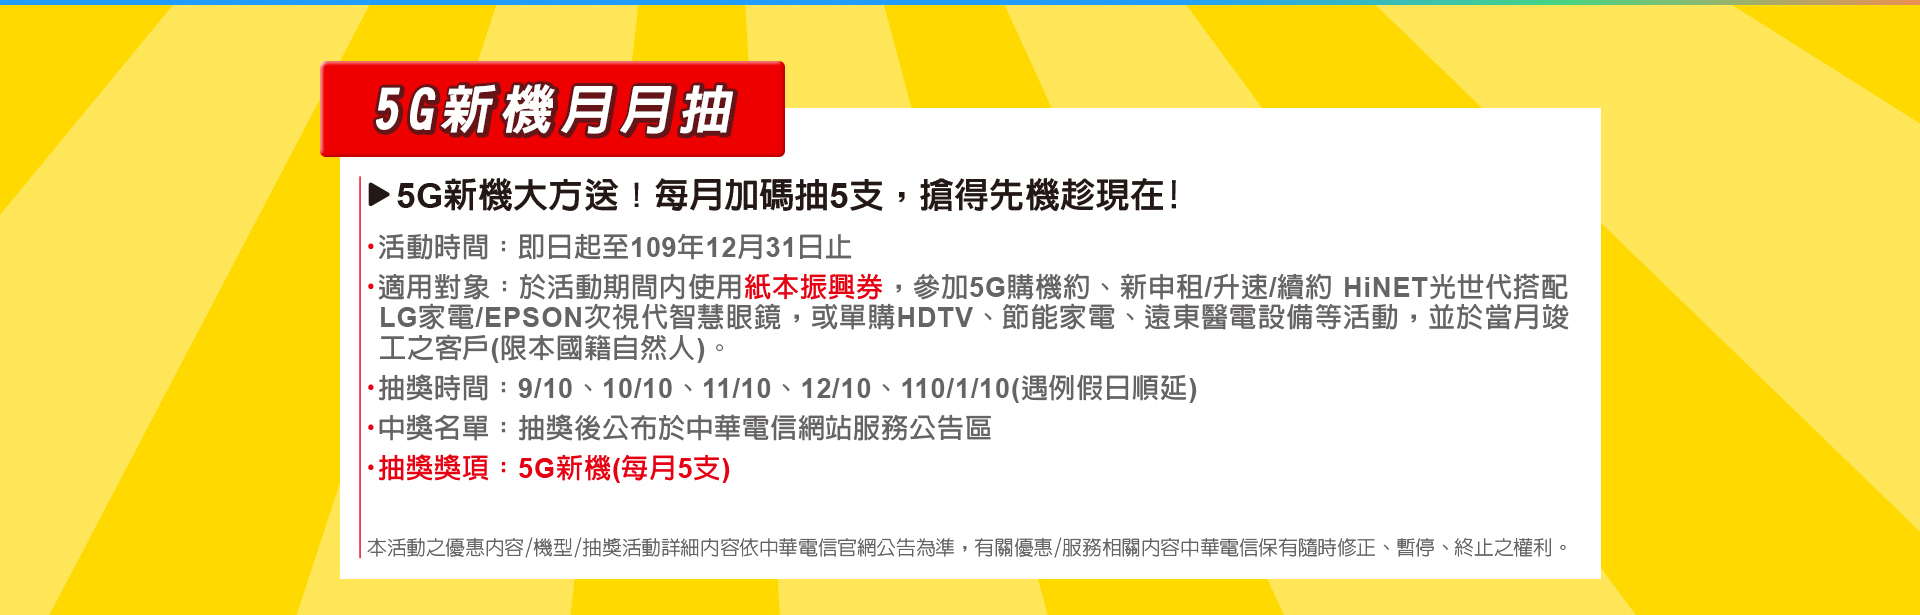 5G新機月月抽
▶5G新機大方送！每月加碼抽5支，搶得先機趁現在!
•活動時間：即日起至109年12月31日止
•適用對象：於活動期間內使用紙本振興券，參加5G購機約、新申租/升速/續約 HiNET光世代搭配
LG家電/EPSON次視代智慧眼鏡，或單購HDTV、節能家電、遠東醫電設備等活動，並於當月竣
工之客戶(限本國籍自然人)。
•抽獎時間：9/10、10/10、11/10、12/10、110/1/10(遇例假日順延)
•中獎名單：抽獎後公布於中華電信網站服務公告區
•抽獎獎項：5G新機(每月5支)
本活動之優惠內容/機型/抽獎活動詳細內容依中華電信官網公告為準，有關優惠/服務相關內容中華電信保有隨時修正、暫停、終止之權利。